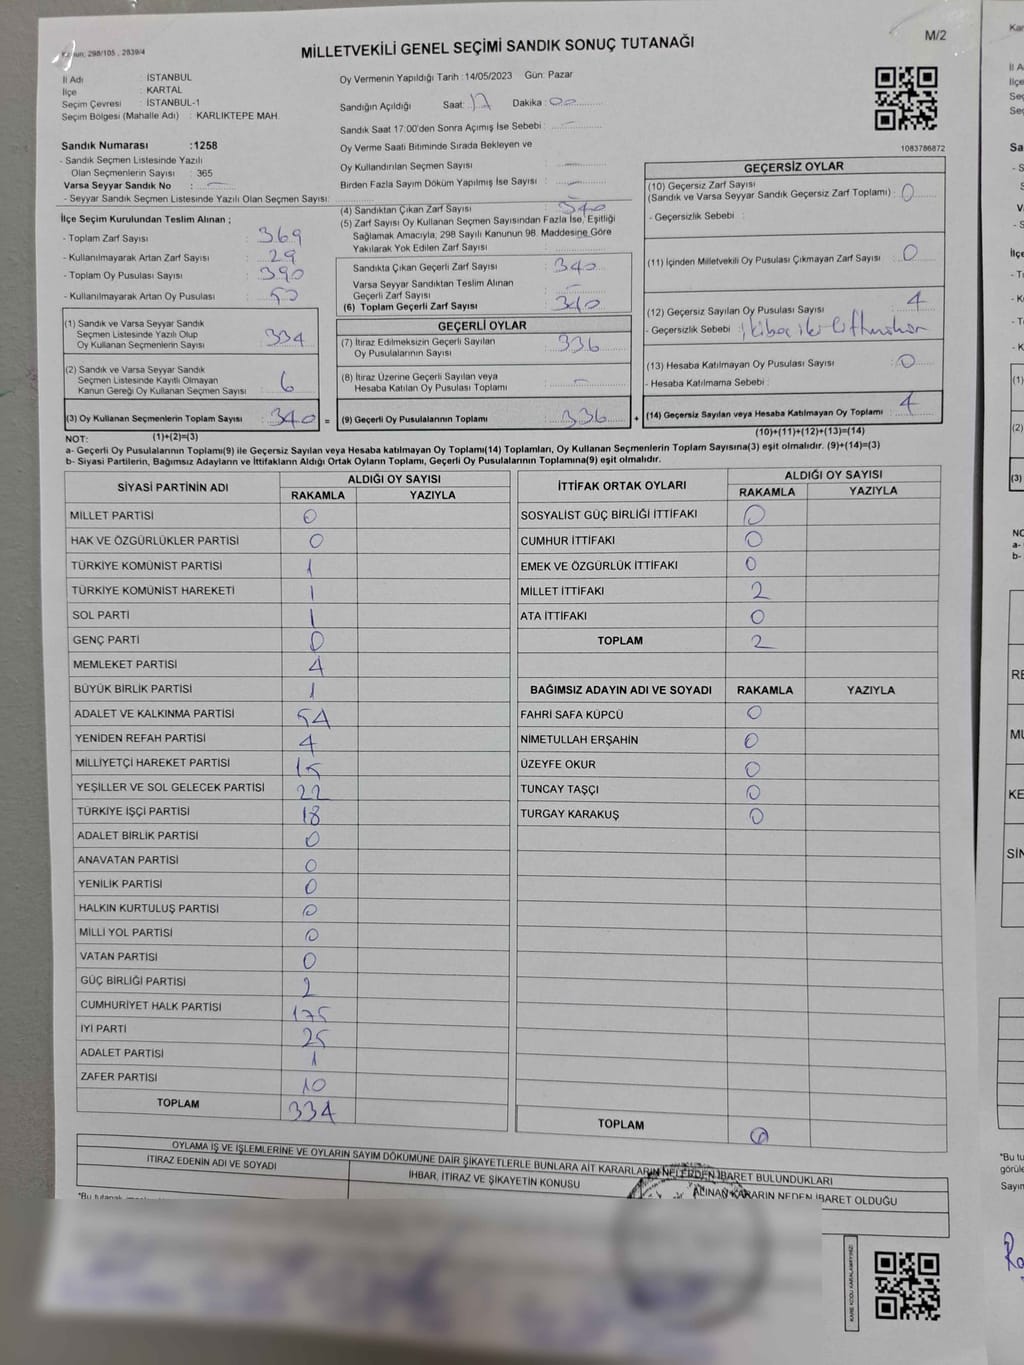 Kanun: 298/105 , 2839/4
MİLLETVEKİLİ GENEL SEÇİMİ SANDIK SONUÇ TUTANAĞI
M/2
İl Adı : İSTANBUL
İlçe : KARTAL
Seçim Çevresi : İSTANBUL-1
Seçim Bölgesi (Mahalle Adı) : KARLIKTEPE MAH.
Sandık Numarası :1258
- Sandık Seçmen Listesinde Yazılı
Olan Seçmenlerin Sayısı : 365
Varsa Seyyar Sandık No : —
- Seyyar Sandık Seçmen Listesinde Yazılı Olan Seçmen Sayısı:
İlçe Seçim Kurulundan Teslim Alınan ;
- Toplam Zarf Sayısı : 369
- Kullanılmayarak Artan Zarf Sayısı : 29
- Toplam Oy Pusulası Sayısı : 390
- Kullanılmayarak Artan Oy Pusulası : 50
(1) Sandık ve Varsa Seyyar Sandık
Seçmen Listesinde Yazılı Olup
Oy Kullanan Seçmenlerin Sayısı : 334
(2) Sandık ve Varsa Seyyar Sandık
Seçmen Listesinde Kayıtlı Olmayan
Kanun Gereği Oy Kullanan Seçmen Sayısı : 6
(3) Oy Kullanan Seçmenlerin Toplam Sayısı : 340 =
Oy Vermenin Yapıldığı Tarih : 14/05/2023 Gün: Pazar
Sandığın Açıldığı Saat: 17 Dakika : 00
Sandık Saat 17:00'den Sonra Açımış İse Sebebi : —
Oy Verme Saati Bitiminde Sırada Bekleyen ve
Oy Kullandırılan Seçmen Sayısı : —
Birden Fazla Sayım Döküm Yapılmış İse Sayısı : —
(4) Sandıktan Çıkan Zarf Sayısı : 340
(5) Zarf Sayısı Oy Kullanan Seçmen Sayısından Fazla İse, Eşitliği
Sağlamak Amacıyla, 298 Sayılı Kanunun 98. Maddesine Göre
Yakılarak Yok Edilen Zarf Sayısı :
Sandıkta Çıkan Geçerli Zarf Sayısı : 340
Varsa Seyyar Sandıktan Teslim Alınan
Geçerli Zarf Sayısı : —
(6) Toplam Geçerli Zarf Sayısı : 340
GEÇERLİ OYLAR
(7) İtiraz Edilmeksizin Geçerli Sayılan
Oy Pusulalarının Sayısı : 336
(8) İtiraz Üzerine Geçerli Sayılan veya
Hesaba Katılan Oy Pusulası Toplamı : —
(9) Geçerli Oy Pusulalarının Toplamı : 336 +
1083786872
GEÇERSİZ OYLAR
(10) Geçersiz Zarf Sayısı
(Sandık ve Varsa Seyyar Sandık Geçersiz Zarf Toplamı) : 0
- Geçersizlik Sebebi :
(11) İçinden Milletvekili Oy Pusulası Çıkmayan Zarf Sayısı : 0
(12) Geçersiz Sayılan Oy Pusulası Sayısı : 4
- Geçersizlik Sebebi :
(13) Hesaba Katılmayan Oy Pusulası Sayısı : 0
- Hesaba Katılmama Sebebi :
(14) Geçersiz Sayılan veya Hesaba Katılmayan Oy Toplamı : 4
NOT: (1)+(2)=(3)
(10)+(11)+(12)+(13)=(14)
a- Geçerli Oy Pusulalarının Toplamı(9) ile Geçersiz Sayılan veya Hesaba katılmayan Oy Toplamı(14) Toplamları, Oy Kullanan Seçmenlerin Toplam Sayısına(3) eşit olmalıdır. (9)+(14)=(3)
b- Siyasi Partilerin, Bağımsız Adayların ve İttifakların Aldığı Ortak Oyların Toplamı, Geçerli Oy Pusulalarının Toplamına(9) eşit olmalıdır.
SİYASİ PARTİNİN ADI ALDIĞI OY SAYISI
RAKAMLA YAZIYLA
MİLLET PARTİSİ 0
HAK VE ÖZGÜRLÜKLER PARTİSİ 0
TÜRKİYE KOMÜNİST PARTİSİ 1
TÜRKİYE KOMÜNİST HAREKETİ 1
SOL PARTİ 1
GENÇ PARTİ 0
MEMLEKET PARTİSİ 4
BÜYÜK BİRLİK PARTİSİ 1
ADALET VE KALKINMA PARTİSİ 54
YENİDEN REFAH PARTİSİ 4
MİLLİYETÇİ HAREKET PARTİSİ 15
YEŞİLLER VE SOL GELECEK PARTİSİ 22
TÜRKİYE İŞÇİ PARTİSİ 18
ADALET BİRLİK PARTİSİ 0
ANAVATAN PARTİSİ 0
YENİLİK PARTİSİ 0
HALKIN KURTULUŞ PARTİSİ 0
MİLLİ YOL PARTİSİ 0
VATAN PARTİSİ 0
GÜÇ BİRLİĞİ PARTİSİ 2
CUMHURİYET HALK PARTİSİ 175
İYİ PARTİ 25
ADALET PARTİSİ 1
ZAFER PARTİSİ 10
TOPLAM 334
İTTİFAK ORTAK OYLARI ALDIĞI OY SAYISI
RAKAMLA YAZIYLA
SOSYALİST GÜÇ BİRLİĞİ İTTİFAKI 0
CUMHUR İTTİFAKI 0
EMEK VE ÖZGÜRLÜK İTTİFAKI 0
MİLLET İTTİFAKI 2
ATA İTTİFAKI 0
TOPLAM 2
BAĞIMSIZ ADAYIN ADI VE SOYADI RAKAMLA YAZIYLA
FAHRİ SAFA KÜPCÜ 0
NİMETULLAH ERŞAHİN 0
ÜZEYFE OKUR 0
TUNCAY TAŞÇI 0
TURGAY KARAKUŞ 0
TOPLAM 0
OYLAMA İŞ VE İŞLEMLERİNE VE OYLARIN SAYIM DÖKÜMÜNE DAİR ŞİKAYETLERLE BUNLARA AİT KARARLARIN NELERDEN İBARET BULUNDUKLARI
İTİRAZ EDENİN ADI VE SOYADI İHBAR, İTİRAZ VE ŞİKAYETİN KONUSU ALINAN KARARIN NEDEN İBARET OLDUĞU
KARE KODU KARALAMAYINIZ!